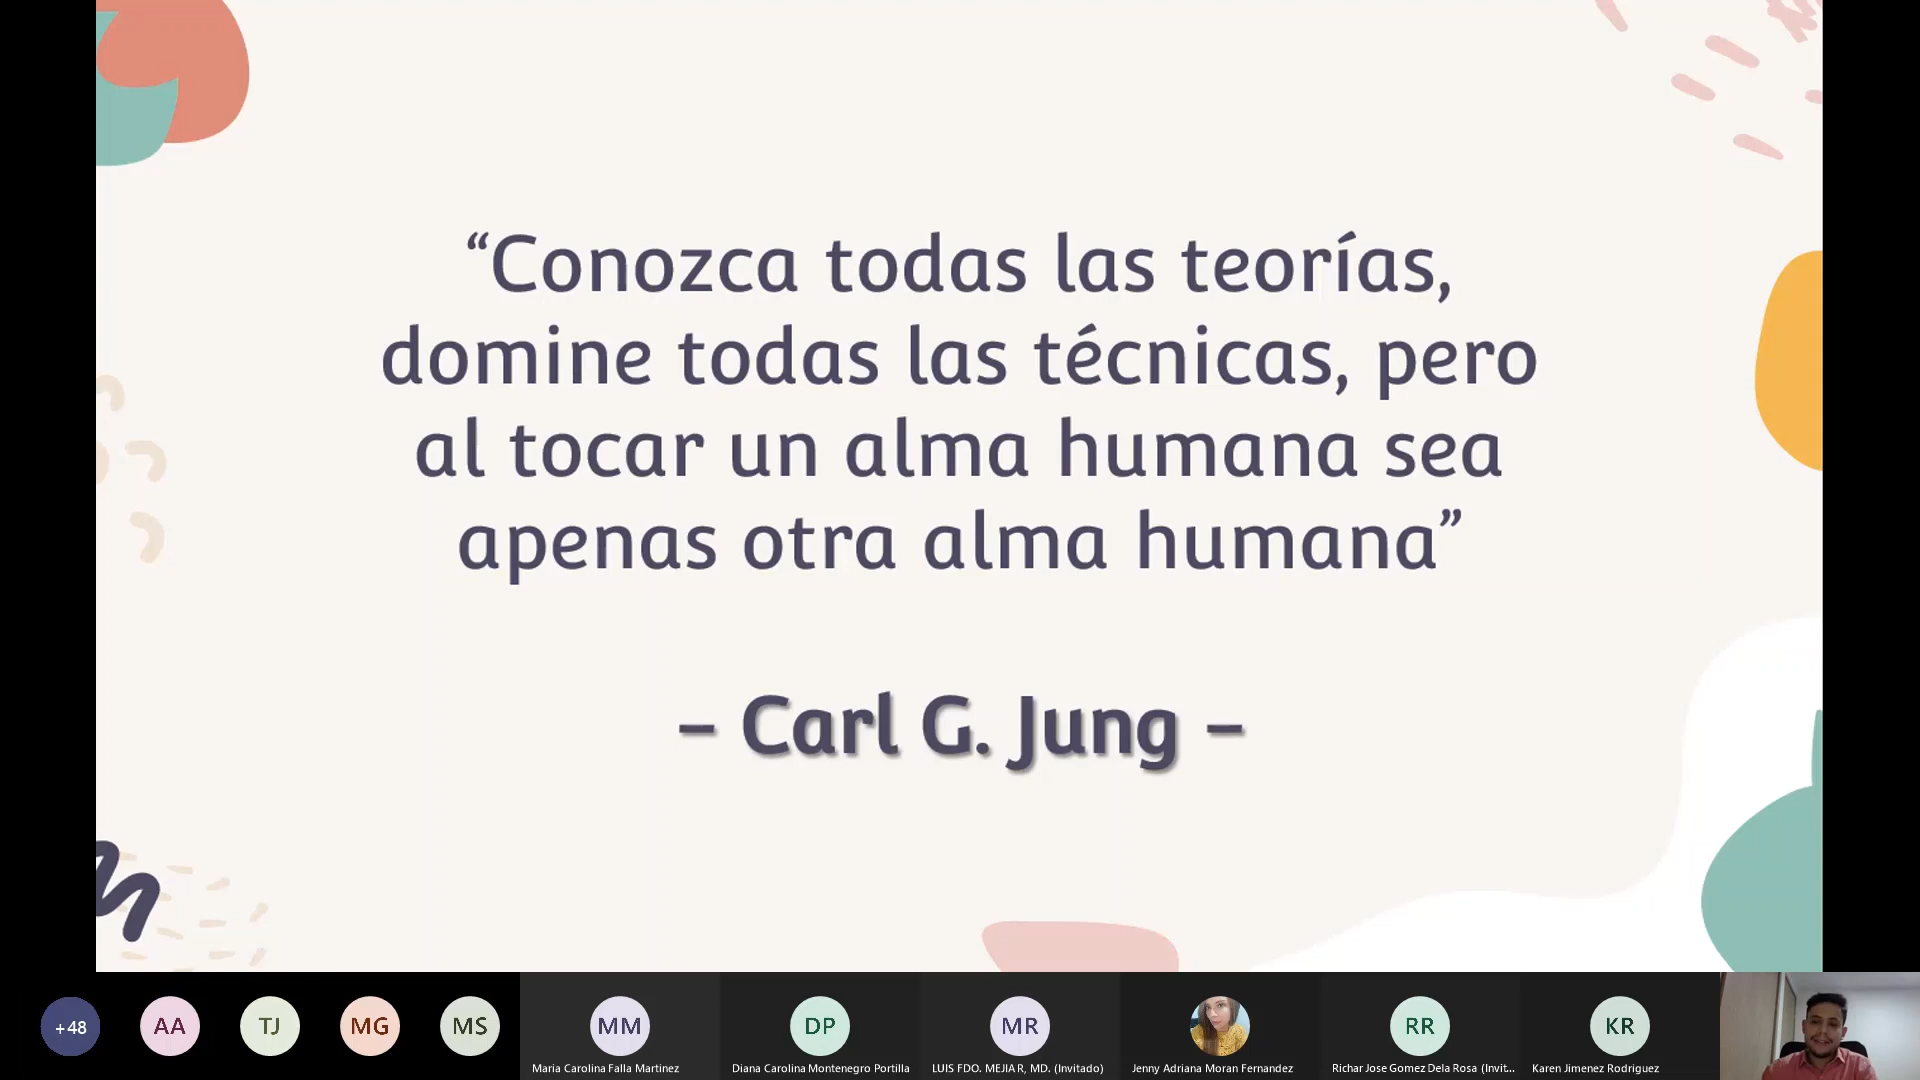 “Conozca todas las teorías,
domine todas las técnicas, pero
al tocar un alma humana sea
apenas otra alma humana”
– Carl G. Jung –
+48
AA
TJ
MG
MS
MM
DP
MR
RR
KR
Maria Carolina Falla Martinez
Diana Carolina Montenegro Portilla
LUIS FDO. MEJIA R, MD. (Invitado)
Jenny Adriana Moran Fernandez
Richar Jose Gomez Dela Rosa (Invit...
Karen Jimenez Rodriguez